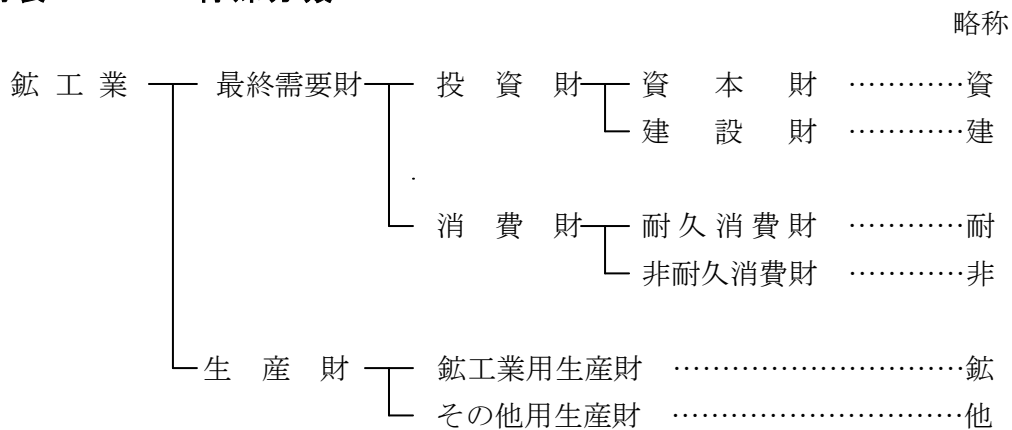 略称
鉱工業 最終需要財 投資財 資本財 …………資
建設財 …………建
消費財 耐久消費財 …………耐
非耐久消費財 …………非
生産財 鉱工業用生産財 …………………………鉱
その他用生産財 …………………………他